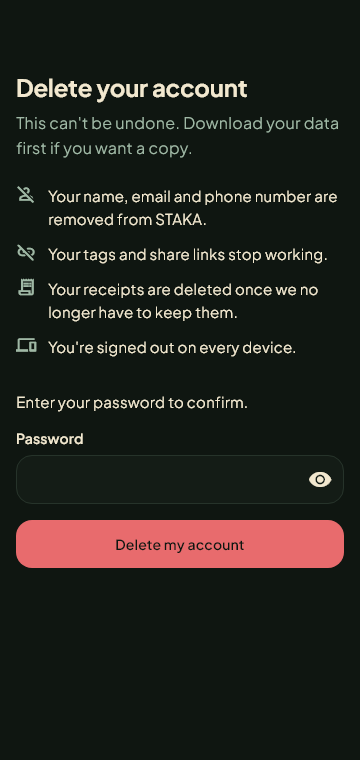 Delete your account
This can't be undone. Download your data
first if you want a copy.
Your name, email and phone number are
removed from STAKA.
Your tags and share links stop working.
Your receipts are deleted once we no
longer have to keep them.
You're signed out on every device.
Enter your password to confirm.
Password
Delete my account